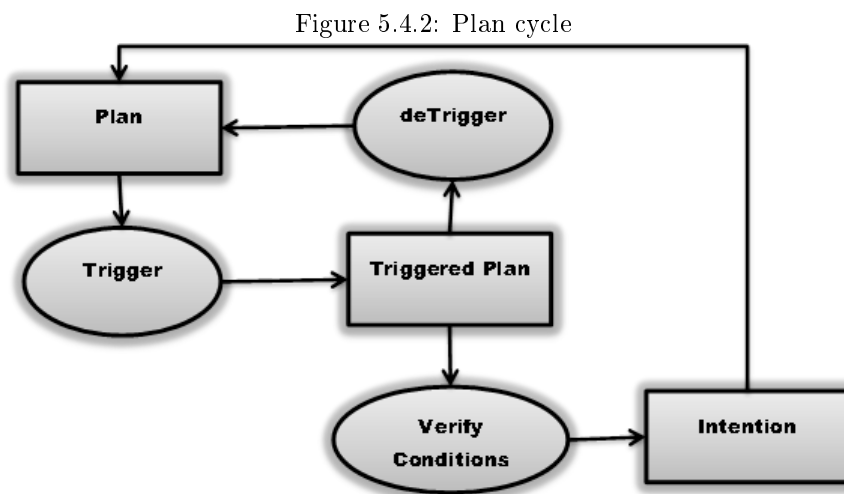 Figure 5.4.2: Plan cycle
Plan
deTrigger
Trigger
Triggered Plan
Verify
Conditions
Intention